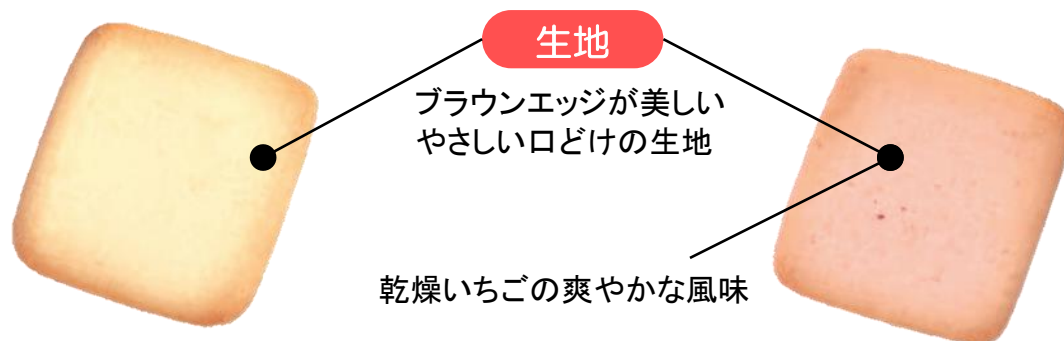 生地
ブラウンエッジが美しい
やさしい口どけの生地
乾燥いちごの爽やかな風味